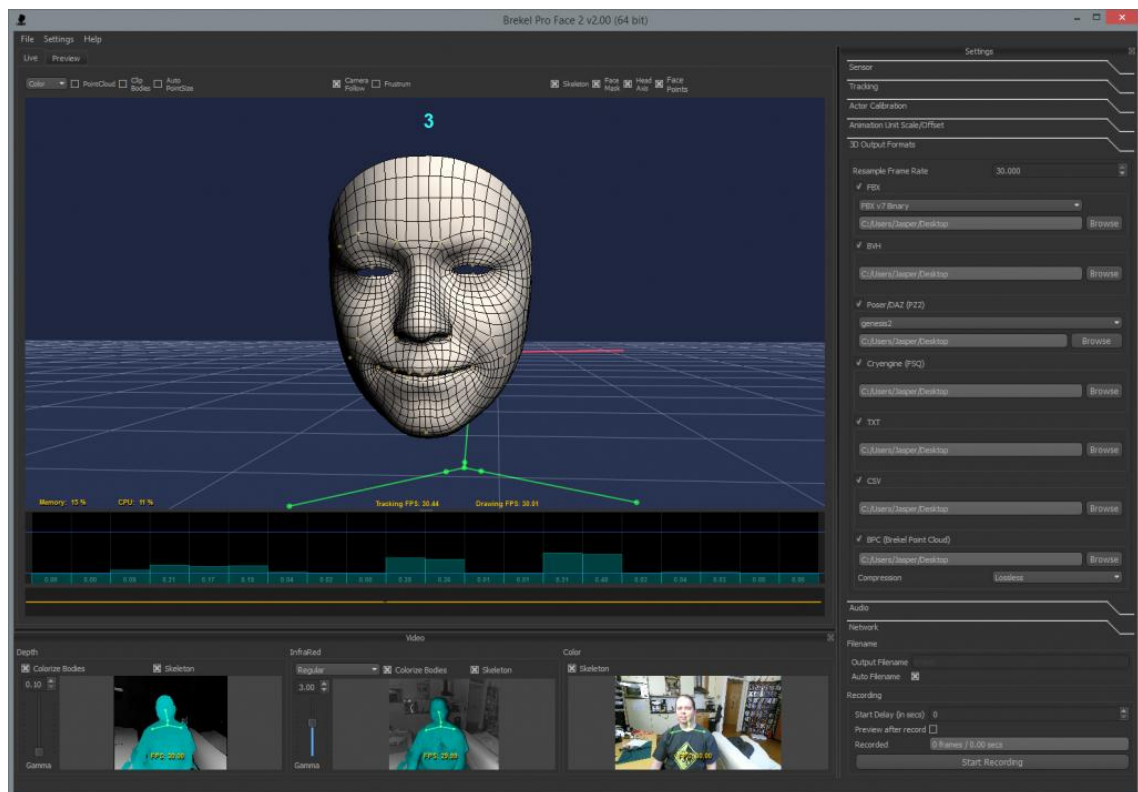 Brekel Pro Face 2 v2.00 (64 bit)
File Settings Help
Live Preview
Color PointCloud Clip Bodies Auto PointSize Camera Follow Frustrum Skeleton Face Mask Head Axis Face Points
3
Memory: 15 % CPU: 11 % Tracking FPS: 30.44 Drawing FPS: 30.01
Video
Depth
Colorize Bodies Skeleton
0.10
FPS: 30.00
Gamma
InfraRed
Regular Colorize Bodies Skeleton
3.00
Gamma
Color
Skeleton
Settings
Sensor
Tracking
Actor Calibration
Animation Unit Scale/Offset
3D Output Formats
Resample Frame Rate 30.000
FBX
FBX v7 Binary
C:/Users/Jasper/Desktop Browse
BVH
C:/Users/Jasper/Desktop Browse
Poser/DAZ (PZ2)
genesis2
C:/Users/Jasper/Desktop Browse
Cryengine (FSQ)
C:/Users/Jasper/Desktop Browse
TXT
C:/Users/Jasper/Desktop Browse
CSV
C:/Users/Jasper/Desktop Browse
BPC (Brekel Point Cloud)
C:/Users/Jasper/Desktop Browse
Compression Lossless
Audio
Network
Filename
Output Filename
Auto Filename
Recording
Start Delay (in secs) 0
Preview after record
Recorded 0 frames / 0.00 secs
Start Recording